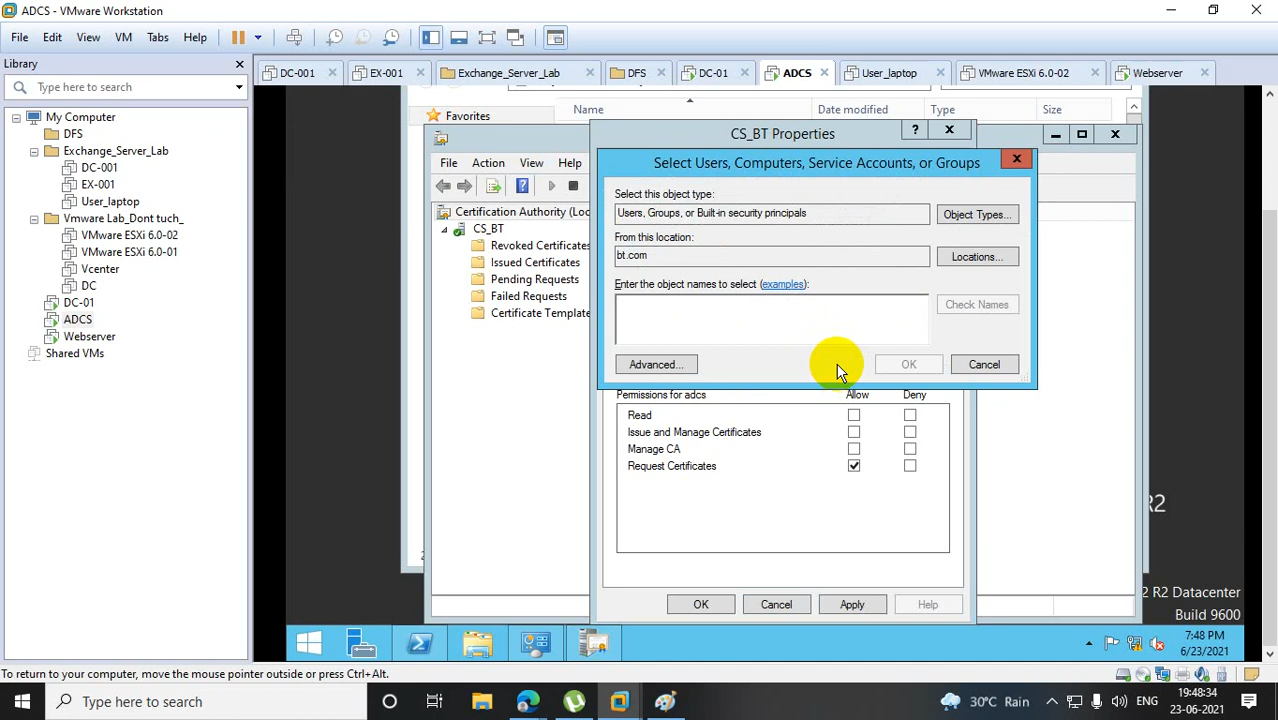 ADCS - VMware Workstation
File Edit View VM Tabs Help
Library
Type here to search
My Computer
DFS
Exchange_Server_Lab
DC-001
EX-001
User_laptop
Vmware Lab_Dont tuch_
VMware ESXi 6.0-02
VMware ESXi 6.0-01
Vcenter
DC
DC-01
ADCS
Webserver
Shared VMs
DC-001 EX-001 Exchange_Server_Lab DFS DC-01 ADCS User_laptop VMware ESXi 6.0-02 Webserver
Favorites
Name Date modified Type Size
CS_BT Properties
File Action View Help
Certification Authority (Loc
CS_BT
Revoked Certificates
Issued Certificates
Pending Requests
Failed Requests
Certificate Template
Select Users, Computers, Service Accounts, or Groups
Select this object type:
Users, Groups, or Built-in security principals
Object Types...
From this location:
bt.com
Locations...
Enter the object names to select (examples):
Check Names
Advanced...
OK
Cancel
Permissions for adcs Allow Deny
Read
Issue and Manage Certificates
Manage CA
Request Certificates
OK Cancel Apply Help
R2
2 R2 Datacenter
Build 9600
7:48 PM
6/23/2021
To return to your computer, move the mouse pointer outside or press Ctrl+Alt.
Type here to search
30°C Rain
ENG
19:48:34
23-06-2021